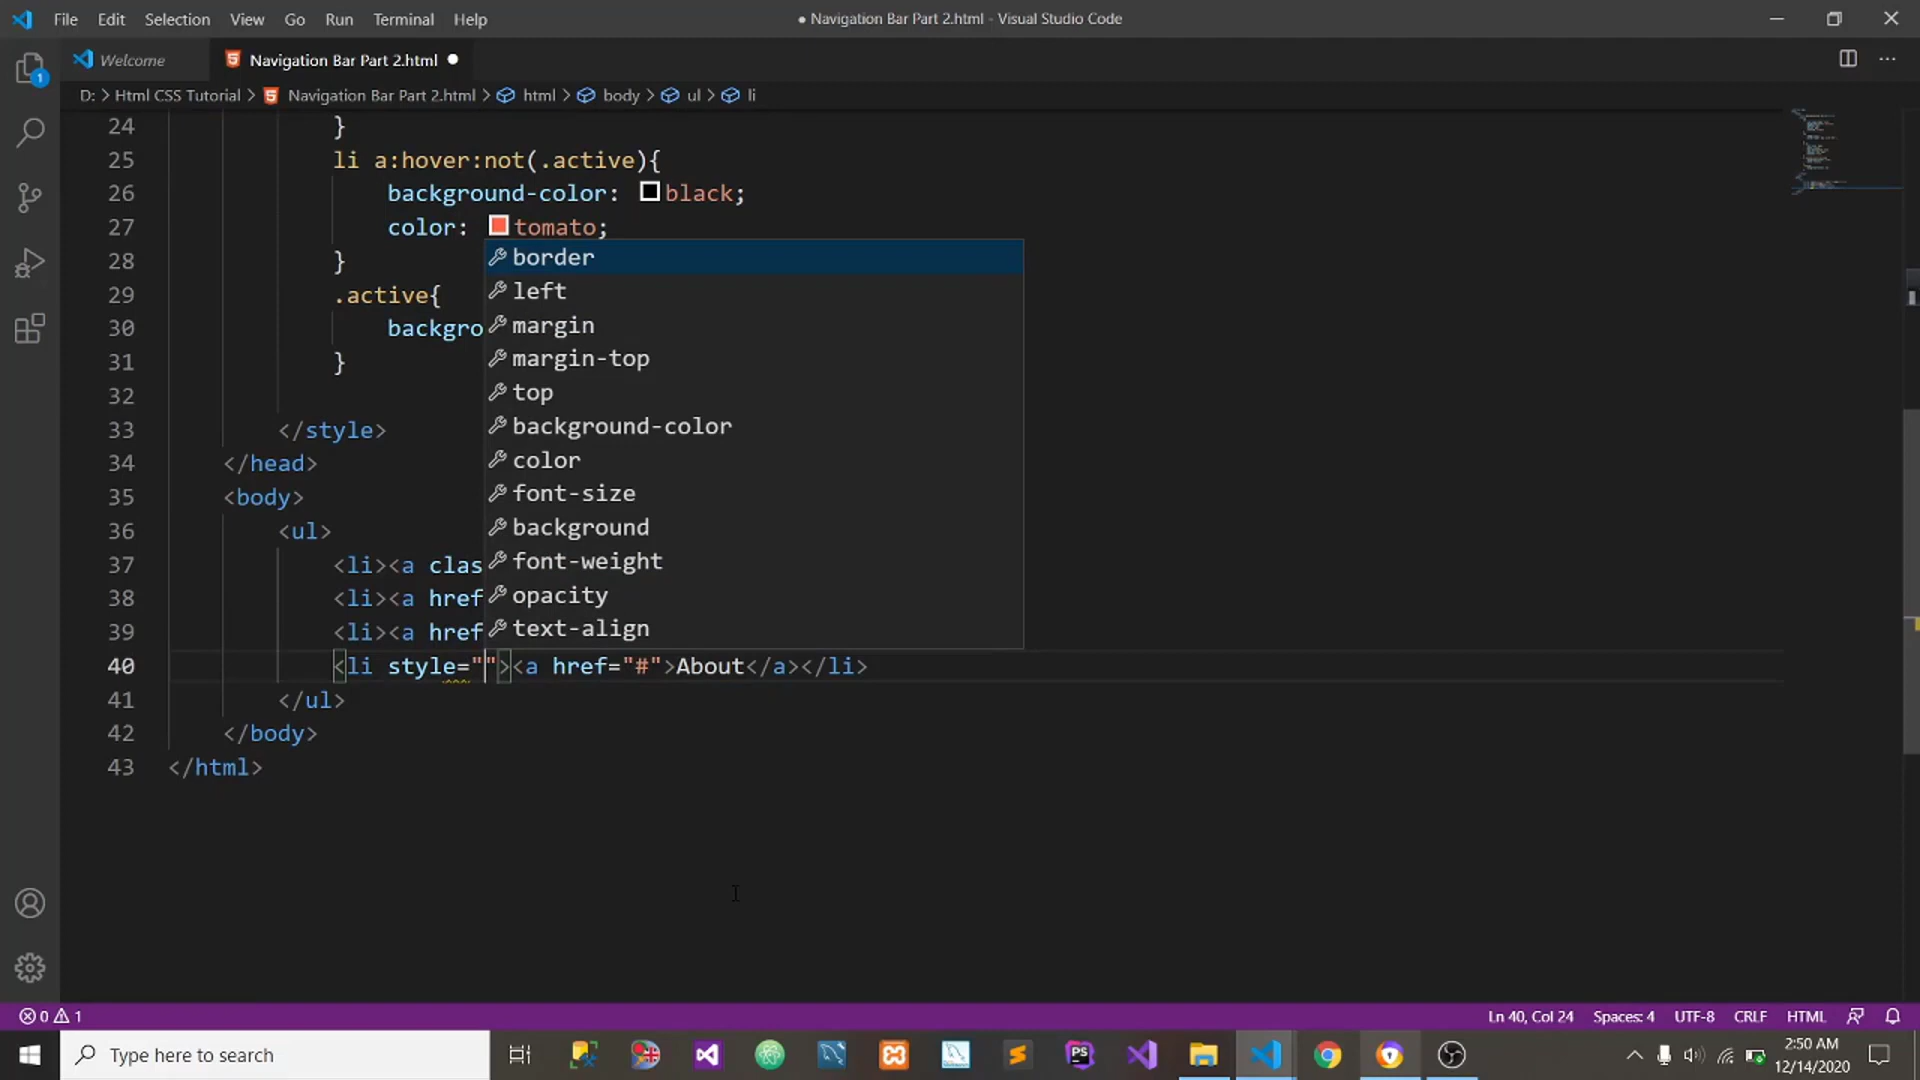 File Edit Selection View Go Run Terminal Help
● Navigation Bar Part 2.html - Visual Studio Code
Welcome
Navigation Bar Part 2.html ●
D: > Html CSS Tutorial > Navigation Bar Part 2.html > html > body > ul > li
24 }
25 li a:hover:not(.active){
26 background-color: black;
27 color: tomato;
28 }
29 .active{
30 backgro
31 }
32
33 </style>
34 </head>
35 <body>
36 <ul>
37 <li><a clas
38 <li><a href
39 <li><a href
40 <li style=""><a href="#">About</a></li>
41 </ul>
42 </body>
43 </html>
border
left
margin
margin-top
top
background-color
color
font-size
background
font-weight
opacity
text-align
1
0 1
Ln 40, Col 24 Spaces: 4 UTF-8 CRLF HTML
Type here to search
PS
2:50 AM
12/14/2020